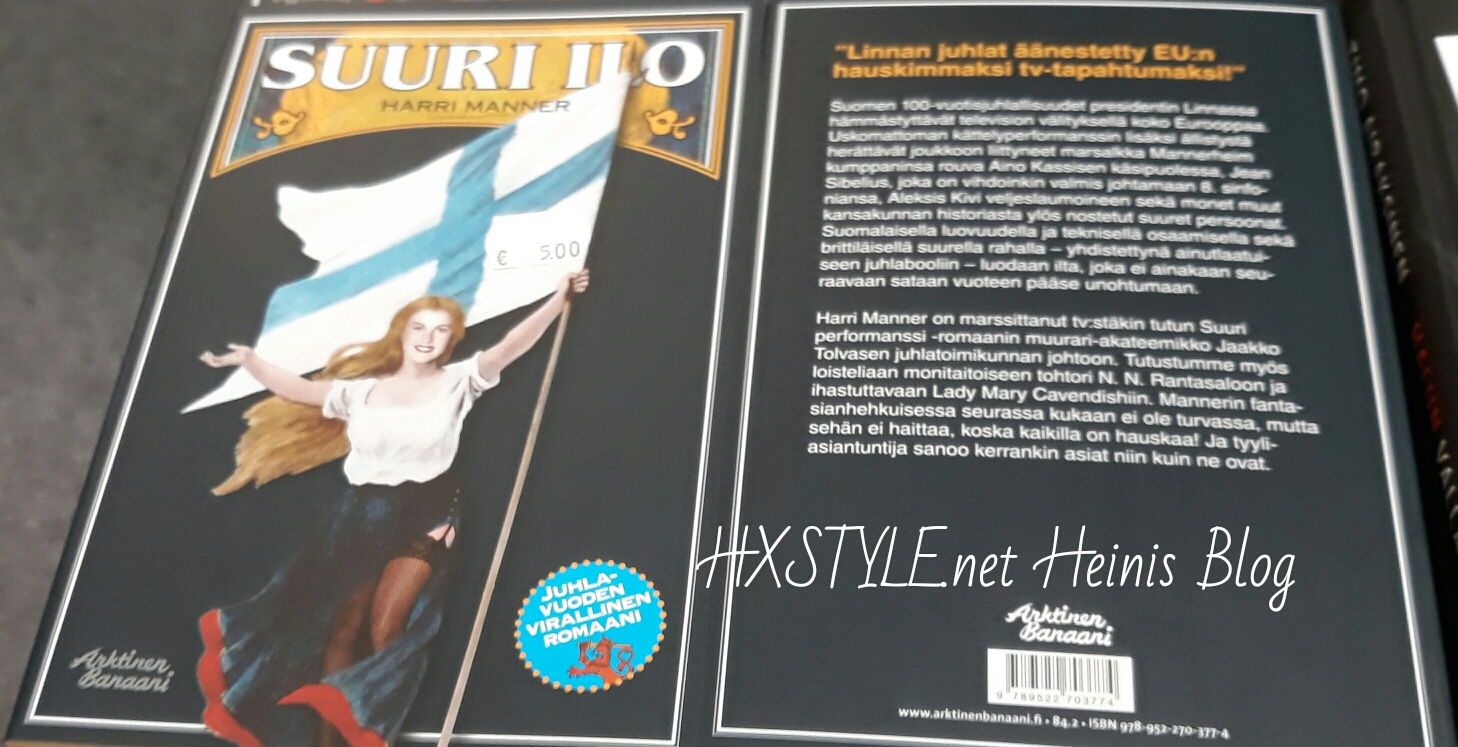 SUURI ILO
HARRI MANNER
€ 5.00
JUHLA-
VUODEN
VIRALLINEN
ROMAANI
Arktinen
Banaani
"Linnan juhlat äänestetty EU:n
hauskimmaksi tv-tapahtumaksi!"
Suomen 100-vuotisjuhlallisuudet presidentin Linnassa
hämmästyttävät television välityksellä koko Eurooppaa.
Uskomattoman kättelyperformanssin lisäksi ällistystä
herättävät joukkoon liittyneet marsalkka Mannerheim
kumppaninsa rouva Aino Kassisen käsipuolessa, Jean
Sibelius, joka on vihdoinkin valmis johtamaan 8. sinfo-
niansa, Aleksis Kivi veljeslaumoineen sekä monet muut
kansakunnan historiasta ylös nostetut suuret persoonat.
Suomalaisella luovuudella ja teknisellä osaamisella sekä
brittiläisellä suurella rahalla – yhdistettynä ainutlaatui-
seen juhlabooliin – luodaan ilta, joka ei ainakaan seu-
raavaan sataan vuoteen pääse unohtumaan.
Harri Manner on marssittanut tv:stäkin tutun Suuri
performanssi -romaanin muurari-akateemikko Jaakko
Tolvasen juhlatoimikunnan johtoon. Tutustumme myös
loisteliaan monitaitoiseen tohtori N. N. Rantasaloon ja
ihastuttavaan Lady Mary Cavendishiin. Mannerin fanta-
sianhehkuisessa seurassa kukaan ei ole turvassa, mutta
sehän ei haittaa, koska kaikilla on hauskaa! Ja tyyli-
asiantuntija sanoo kerrankin asiat niin kuin ne ovat.
HXSTYLE.net Heinis Blog
Arktinen
Banaani
9 789522 703774
www.arktinenbanaani.fi • 84.2 • ISBN 978-952-270-377-4